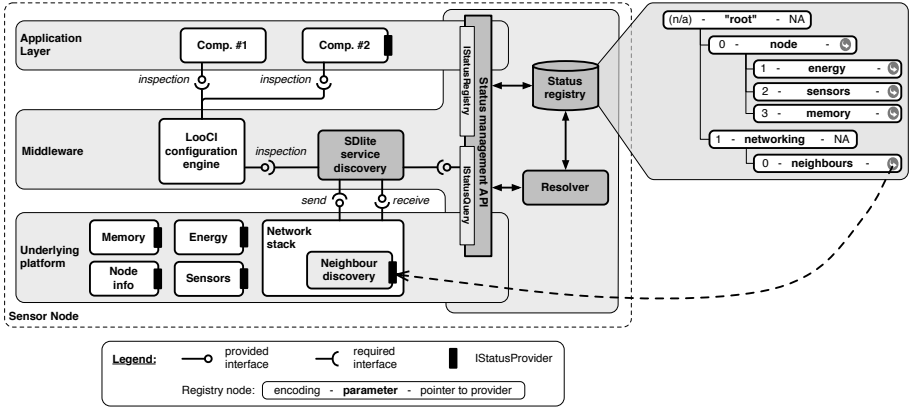 Application
Layer
Comp. #1
Comp. #2
inspection
inspection
IStatusRegistry
Status management API
Status
registry
(n/a) - "root" - NA
0 - node -
1 - energy -
2 - sensors -
3 - memory -
1 - networking - NA
0 - neighbours -
Middleware
LooCI
configuration
engine
inspection
SDlite
service
discovery
IStatusQuery
Resolver
send
receive
Underlying
platform
Memory
Energy
Node
info
Sensors
Network
stack
Neighbour
discovery
Sensor Node
Legend:
provided
interface
required
interface
IStatusProvider
Registry node:
encoding - parameter - pointer to provider